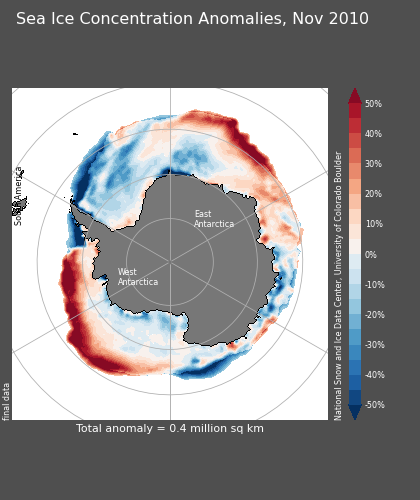 Sea Ice Concentration Anomalies, Nov 2010
South America
East
Antarctica
West
Antarctica
final data
50%
40%
30%
20%
10%
0%
-10%
-20%
-30%
-40%
-50%
National Snow and Ice Data Center, University of Colorado Boulder
Total anomaly = 0.4 million sq km